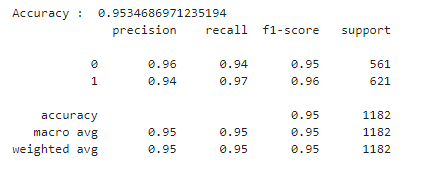 Accuracy :  0.9534686971235194
              precision    recall  f1-score   support

           0       0.96      0.94      0.95       561
           1       0.94      0.97      0.96       621

    accuracy                           0.95      1182
   macro avg       0.95      0.95      0.95      1182
weighted avg       0.95      0.95      0.95      1182